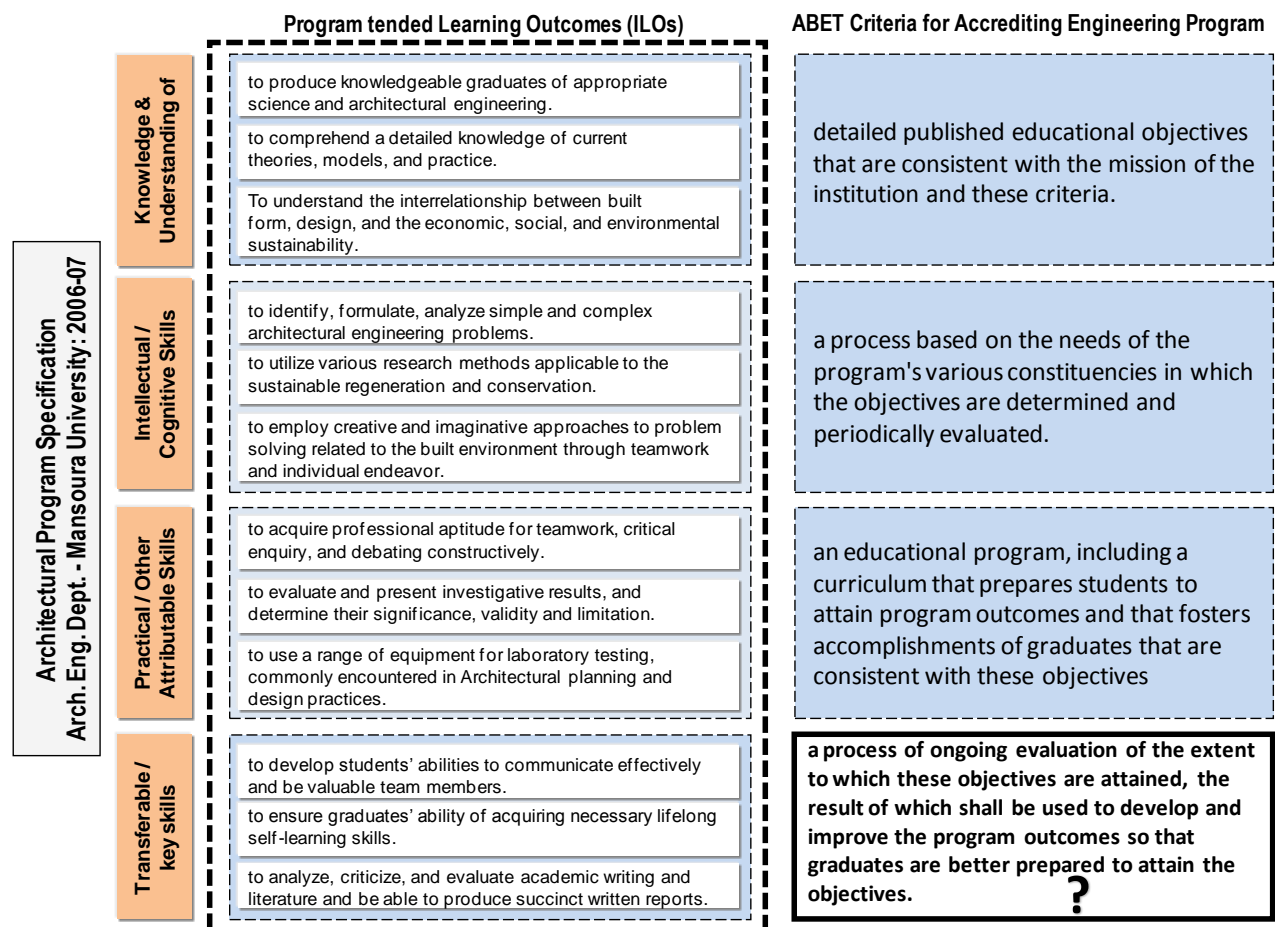 Program tended Learning Outcomes (ILOs)
ABET Criteria for Accrediting Engineering Program
Architectural Program Specification
Arch. Eng. Dept. - Mansoura University: 2006-07
Knowledge &
Understanding of
to produce knowledgeable graduates of appropriate
science and architectural engineering.
to comprehend a detailed knowledge of current
theories, models, and practice.
To understand the interrelationship between built
form, design, and the economic, social, and environmental
sustainability.
detailed published educational objectives
that are consistent with the mission of the
institution and these criteria.
Intellectual /
Cognitive Skills
to identify, formulate, analyze simple and complex
architectural engineering problems.
to utilize various research methods applicable to the
sustainable regeneration and conservation.
to employ creative and imaginative approaches to problem
solving related to the built environment through teamwork
and individual endeavor.
a process based on the needs of the
program's various constituencies in which
the objectives are determined and
periodically evaluated.
Practical / Other
Attributable Skills
to acquire professional aptitude for teamwork, critical
enquiry, and debating constructively.
to evaluate and present investigative results, and
determine their significance, validity and limitation.
to use a range of equipment for laboratory testing,
commonly encountered in Architectural planning and
design practices.
an educational program, including a
curriculum that prepares students to
attain program outcomes and that fosters
accomplishments of graduates that are
consistent with these objectives
Transferable /
key skills
to develop students' abilities to communicate effectively
and be valuable team members.
to ensure graduates' ability of acquiring necessary lifelong
self-learning skills.
to analyze, criticize, and evaluate academic writing and
literature and be able to produce succinct written reports.
a process of ongoing evaluation of the extent
to which these objectives are attained, the
result of which shall be used to develop and
improve the program outcomes so that
graduates are better prepared to attain the
objectives.
?